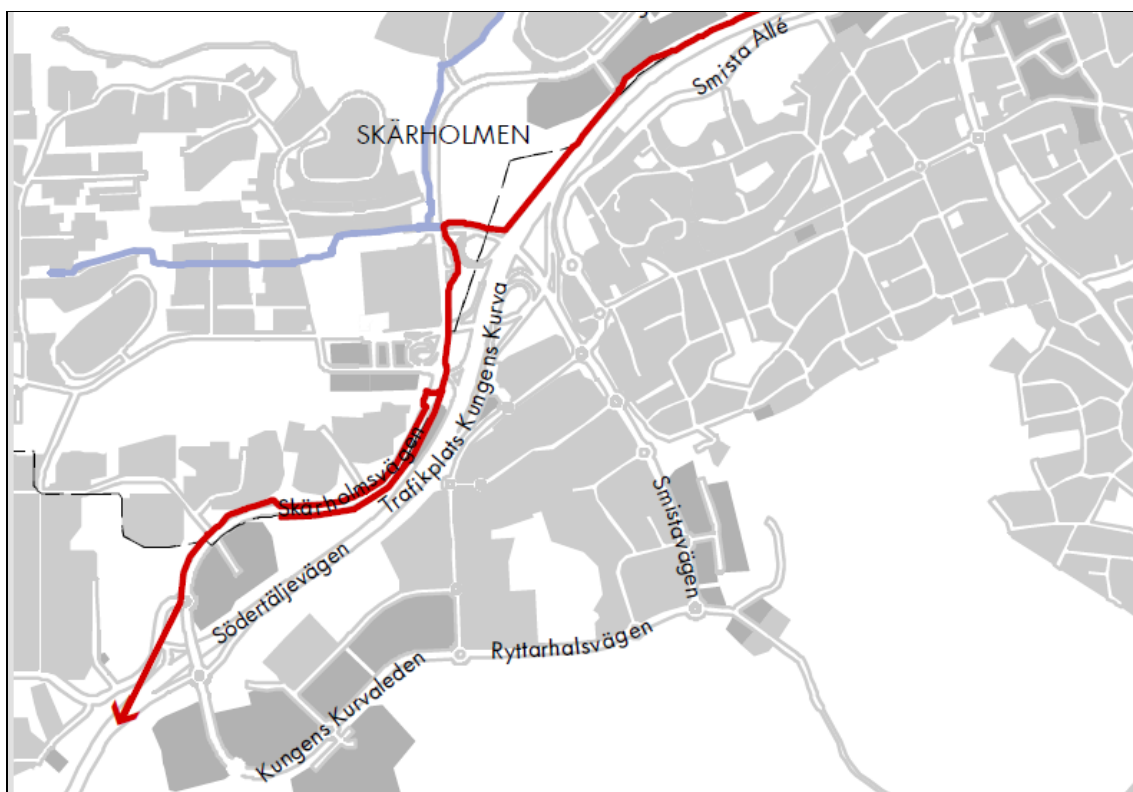 Smista Allé
SKÄRHOLMEN
Trafikplats Kungens Kurva
Skärholmsvägen
Smistavägen
Södertäljevägen
Ryttarhalsvägen
Kungens Kurvaleden